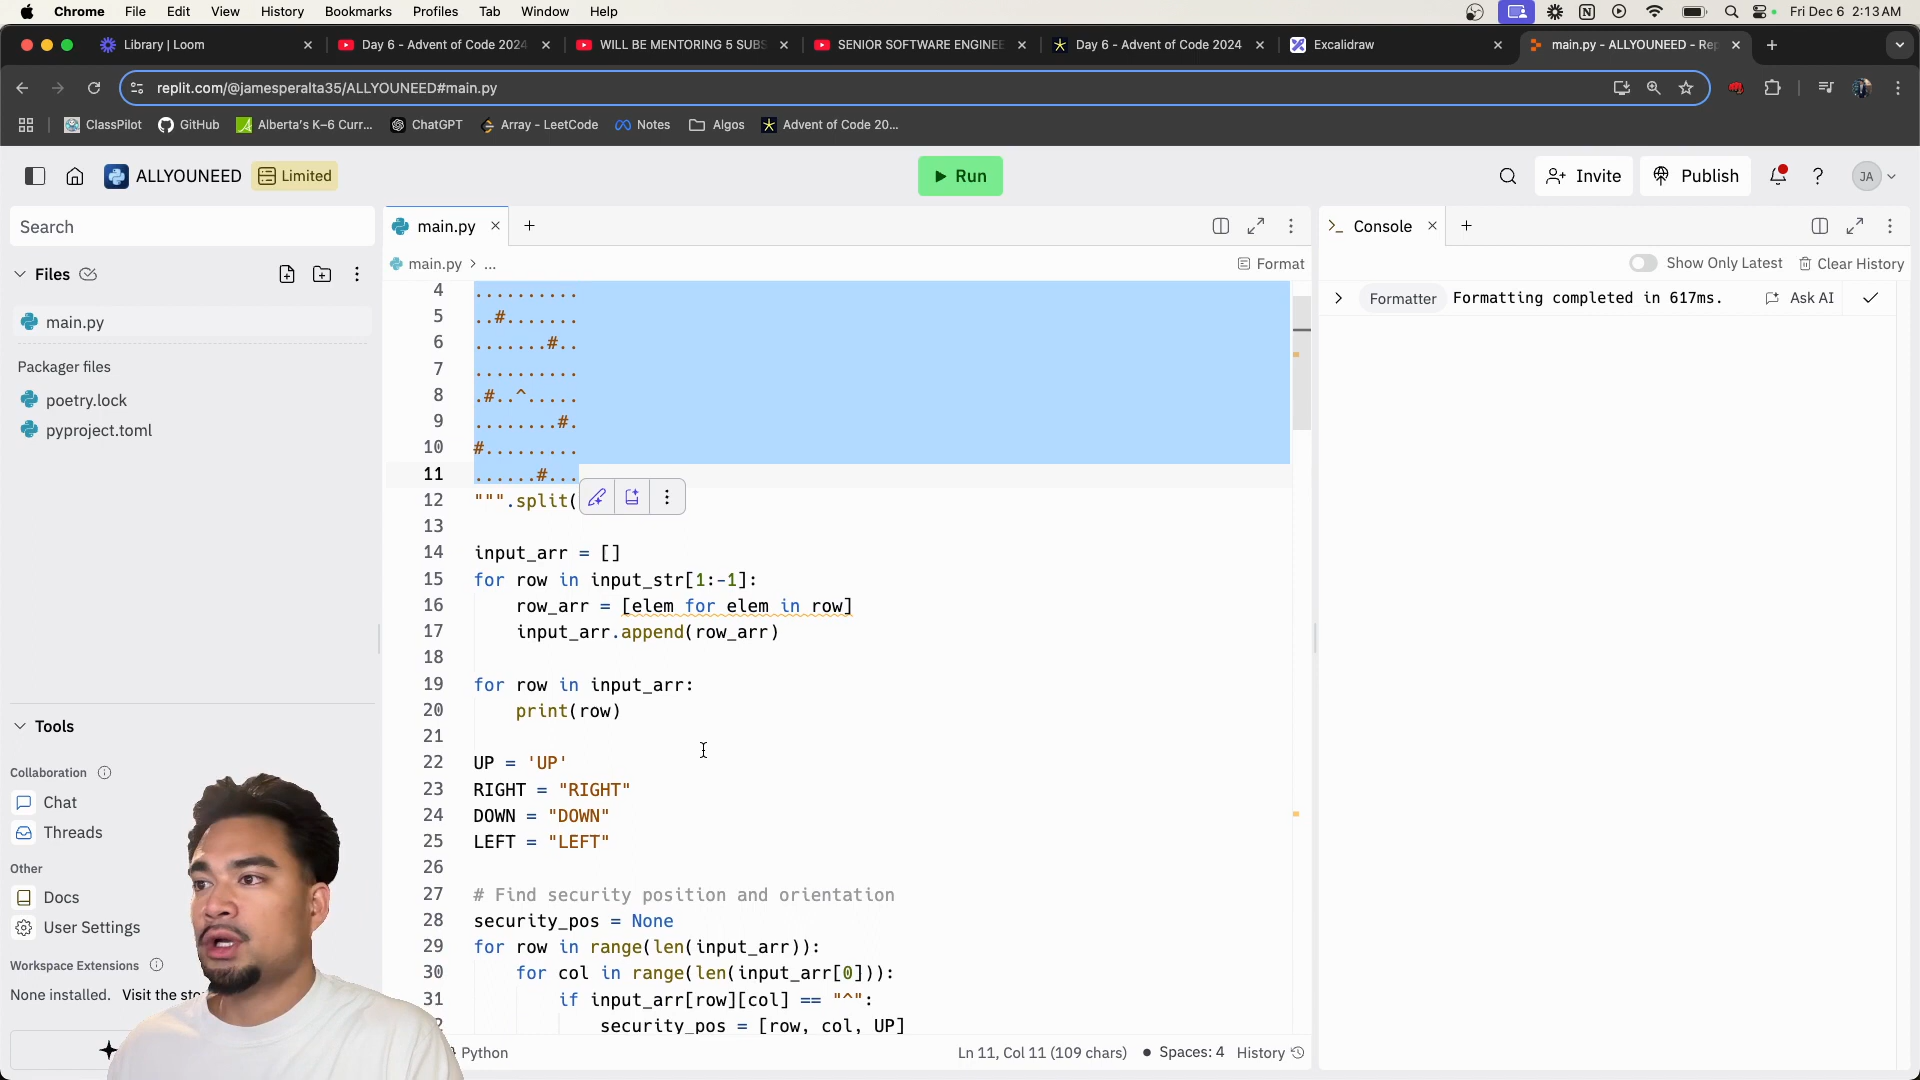 Chrome File Edit View History Bookmarks Profiles Tab Window Help Fri Dec 6 2:13 AM
Library | Loom Day 6 - Advent of Code 2024 WILL BE MENTORING 5 SUBS SENIOR SOFTWARE ENGINEE Day 6 - Advent of Code 2024 Excalidraw main.py - ALLYOUNEED - Rep
replit.com/@jamesperalta35/ALLYOUNEED#main.py
ClassPilot GitHub Alberta's K–6 Curr... ChatGPT Array - LeetCode Notes Algos Advent of Code 20...
ALLYOUNEED Limited Run Invite Publish ? JA
Search
main.py
Console
main.py > ... Format
Show Only Latest Clear History
Files
main.py
Packager files
poetry.lock
pyproject.toml
Tools
Collaboration
Chat
Threads
Other
Docs
User Settings
Workspace Extensions
None installed. Visit the sto
4 ..........
5 ..#.......
6 .......#..
7 ..........
8 .#..^.....
9 ........#.
10 #.........
11 ......#...
12 """.split(
13
14 input_arr = []
15 for row in input_str[1:-1]:
16 row_arr = [elem for elem in row]
17 input_arr.append(row_arr)
18
19 for row in input_arr:
20 print(row)
21
22 UP = 'UP'
23 RIGHT = "RIGHT"
24 DOWN = "DOWN"
25 LEFT = "LEFT"
26
27 # Find security position and orientation
28 security_pos = None
29 for row in range(len(input_arr)):
30 for col in range(len(input_arr[0])):
31 if input_arr[row][col] == "^":
2 security_pos = [row, col, UP]
Python Ln 11, Col 11 (109 chars) Spaces: 4 History
Formatter Formatting completed in 617ms. Ask AI